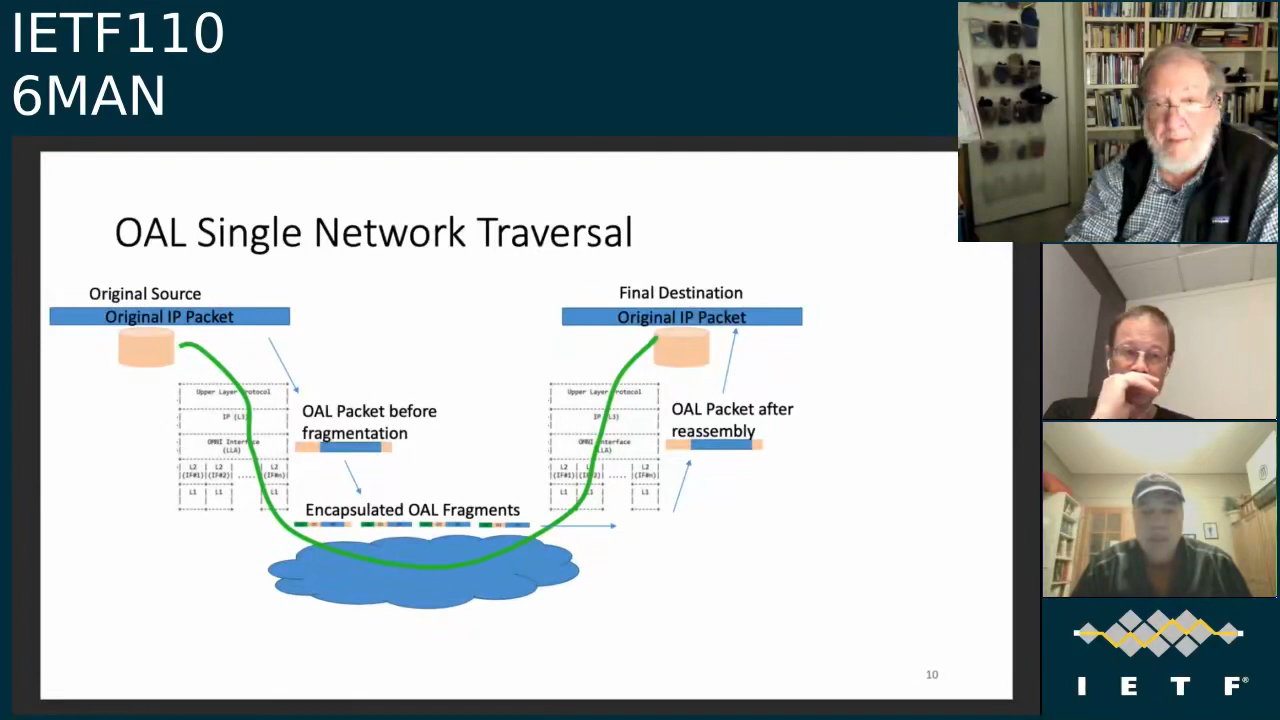 IETF110
6MAN
OAL Single Network Traversal
Original Source
Original IP Packet
Final Destination
Original IP Packet
Upper Layer Protocol
IP (L3)
OMNI Interface
(LLA)
L2 L2 L2
(IF#1) (IF#2) ..... (IF#n)
L1 L1 L1
OAL Packet before
fragmentation
Encapsulated OAL Fragments
Upper Layer Protocol
IP (L3)
OMNI Interface
(LLA)
L2 L2 L2
(IF#1) (IF#2) ..... (IF#n)
L1 L1 L1
OAL Packet after
reassembly
10
I E T F®